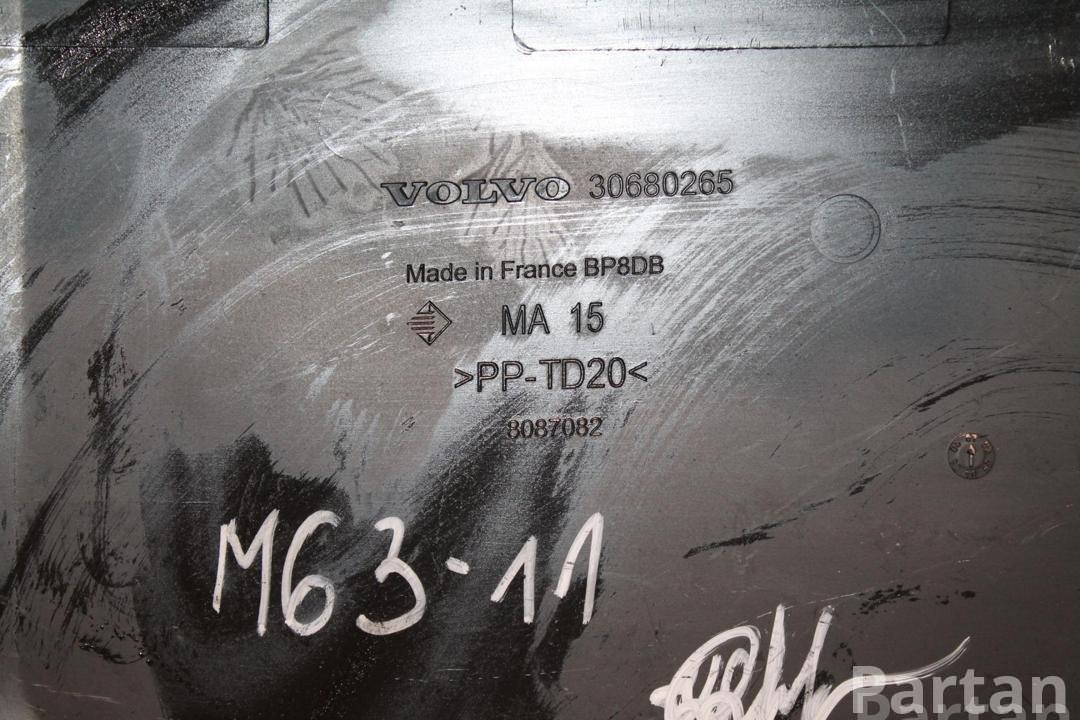 VOLVO 30680265
Made in France BP8DB
MA 15
>PP-TD20<
8087082
M63-11
Bartan